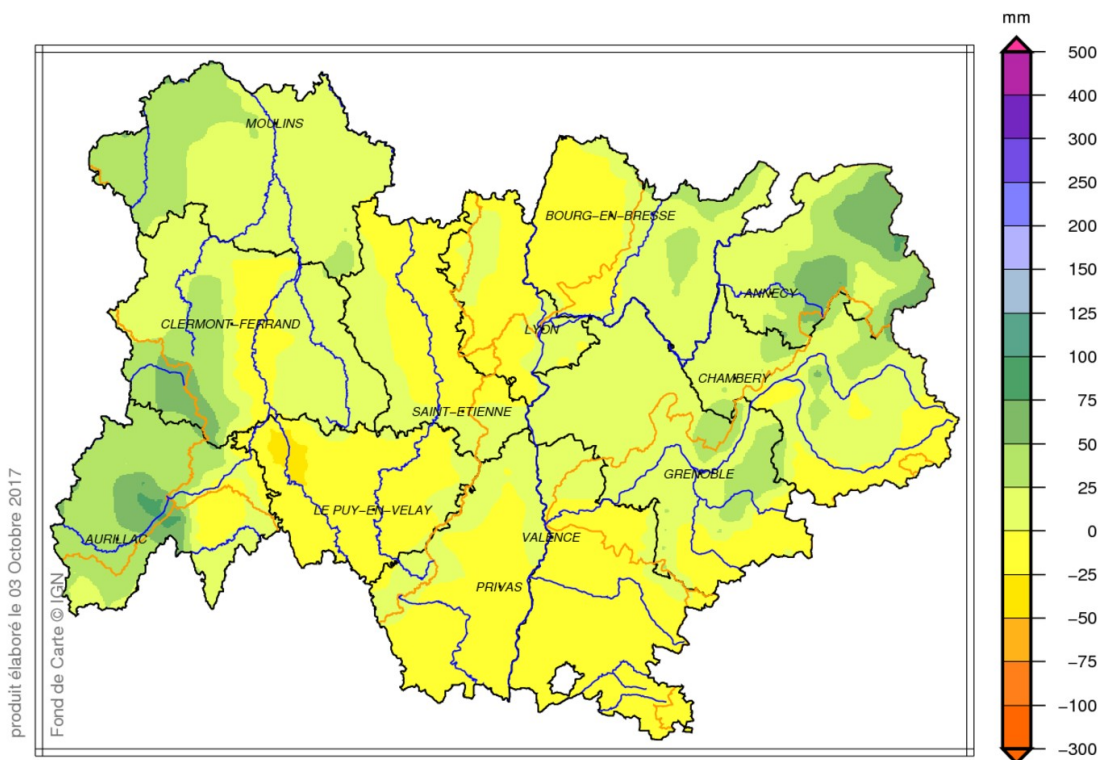 mm
500
400
300
250
200
150
125
100
75
50
25
0
−25
−50
−75
−100
−300
MOULINS
BOURG−EN−BRESSE
ANNECY
CLERMONT−FERRAND
LYON
CHAMBERY
SAINT−ETIENNE
GRENOBLE
LE PUY−EN−VELAY
AURILLAC
VALENCE
PRIVAS
produit élaboré le 03 Octobre 2017
Fond de Carte © IGN